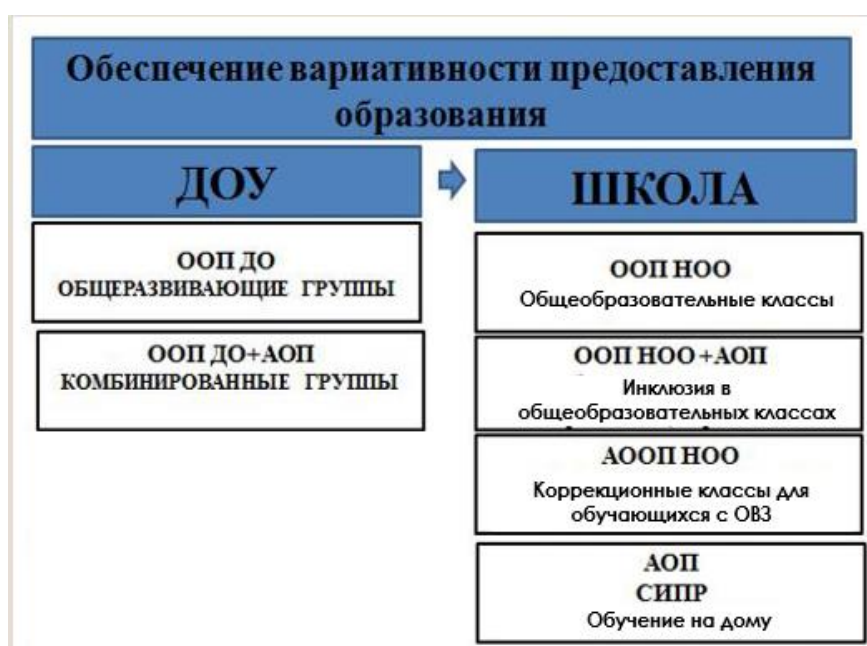 Обеспечение вариативности предоставления
образования
ДОУ
ШКОЛА
ООП ДО
ОБЩЕРАЗВИВАЮЩИЕ ГРУППЫ
ООП ДО+АОП
КОМБИНИРОВАННЫЕ ГРУППЫ
ООП НОО
Общеобразовательные классы
ООП НОО +АОП
Инклюзия в
общеобразовательных классах
АООП НОО
Коррекционные классы для
обучающихся с ОВЗ
АОП
СИПР
Обучение на дому